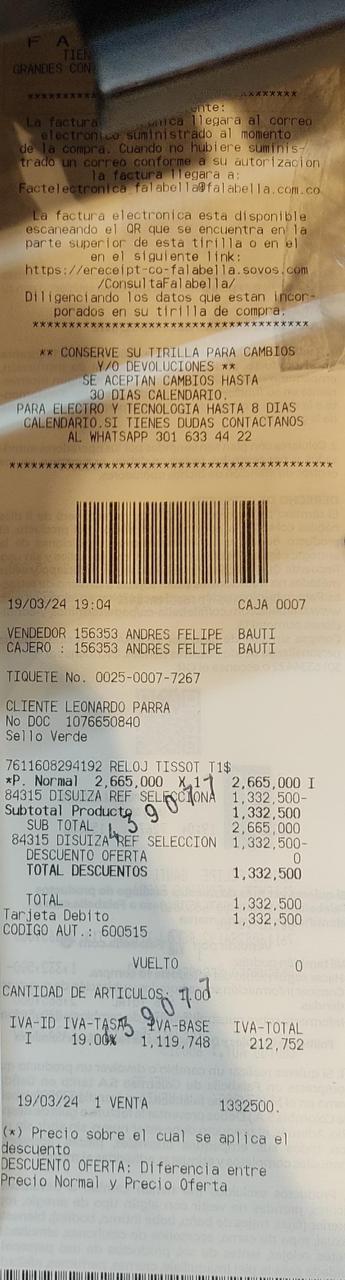 F A
TIEN
GRANDES CON
************************************
ente:
La factura nica llegara al correo
electronico suministrado al momento
de la compra. Cuando no hubiere suminis-
trado un correo conforme a su autorizacion
la factura llegara a:
Factelectronica_falabella@falabella.com.co
La factura electronica esta disponible
escaneando el QR que se encuentra en la
parte superior de esta tirilla o en el
en el siguiente link:
https://ereceipt-co-falabella.sovos.com
/ConsultaFalabella/
Diligenciando los datos que estan incor-
porados en su tirilla de compra.
*************************************
** CONSERVE SU TIRILLA PARA CAMBIOS
Y/O DEVOLUCIONES **
SE ACEPTAN CAMBIOS HASTA
30 DIAS CALENDARIO.
PARA ELECTRO Y TECNOLOGIA HASTA 8 DIAS
CALENDARIO.SI TIENES DUDAS CONTACTANOS
AL WHATSAPP 301 633 44 22
*******************************************
19/03/24 19:04 CAJA 0007
VENDEDOR 156353 ANDRES FELIPE BAUTI
CAJERO : 156353 ANDRES FELIPE BAUTI
TIQUETE No. 0025-0007-7267
CLIENTE LEONARDO PARRA
No DOC 1076650840
Sello Verde
7611608294192 RELOJ TISSOT T1$
*P. Normal 2,665,000 X 1 2,665,000 I
84315 DISUIZA REF SELECCIONA 1,332,500-
Subtotal Producto 1,332,500
SUB TOTAL 2,665,000
84315 DISUIZA REF SELECCION 1,332,500-
DESCUENTO OFERTA 0
TOTAL DESCUENTOS 1,332,500
439077
TOTAL 1,332,500
Tarjeta Debito 1,332,500
CODIGO AUT.: 600515
VUELTO 0
CANTIDAD DE ARTICULOS: 1.00
439077
IVA-ID IVA-TASA IVA-BASE IVA-TOTAL
I 19.00% 1,119,748 212,752
19/03/24 1 VENTA 1332500.
(*) Precio sobre el cual se aplica el
descuento
DESCUENTO OFERTA: Diferencia entre
Precio Normal y Precio Oferta